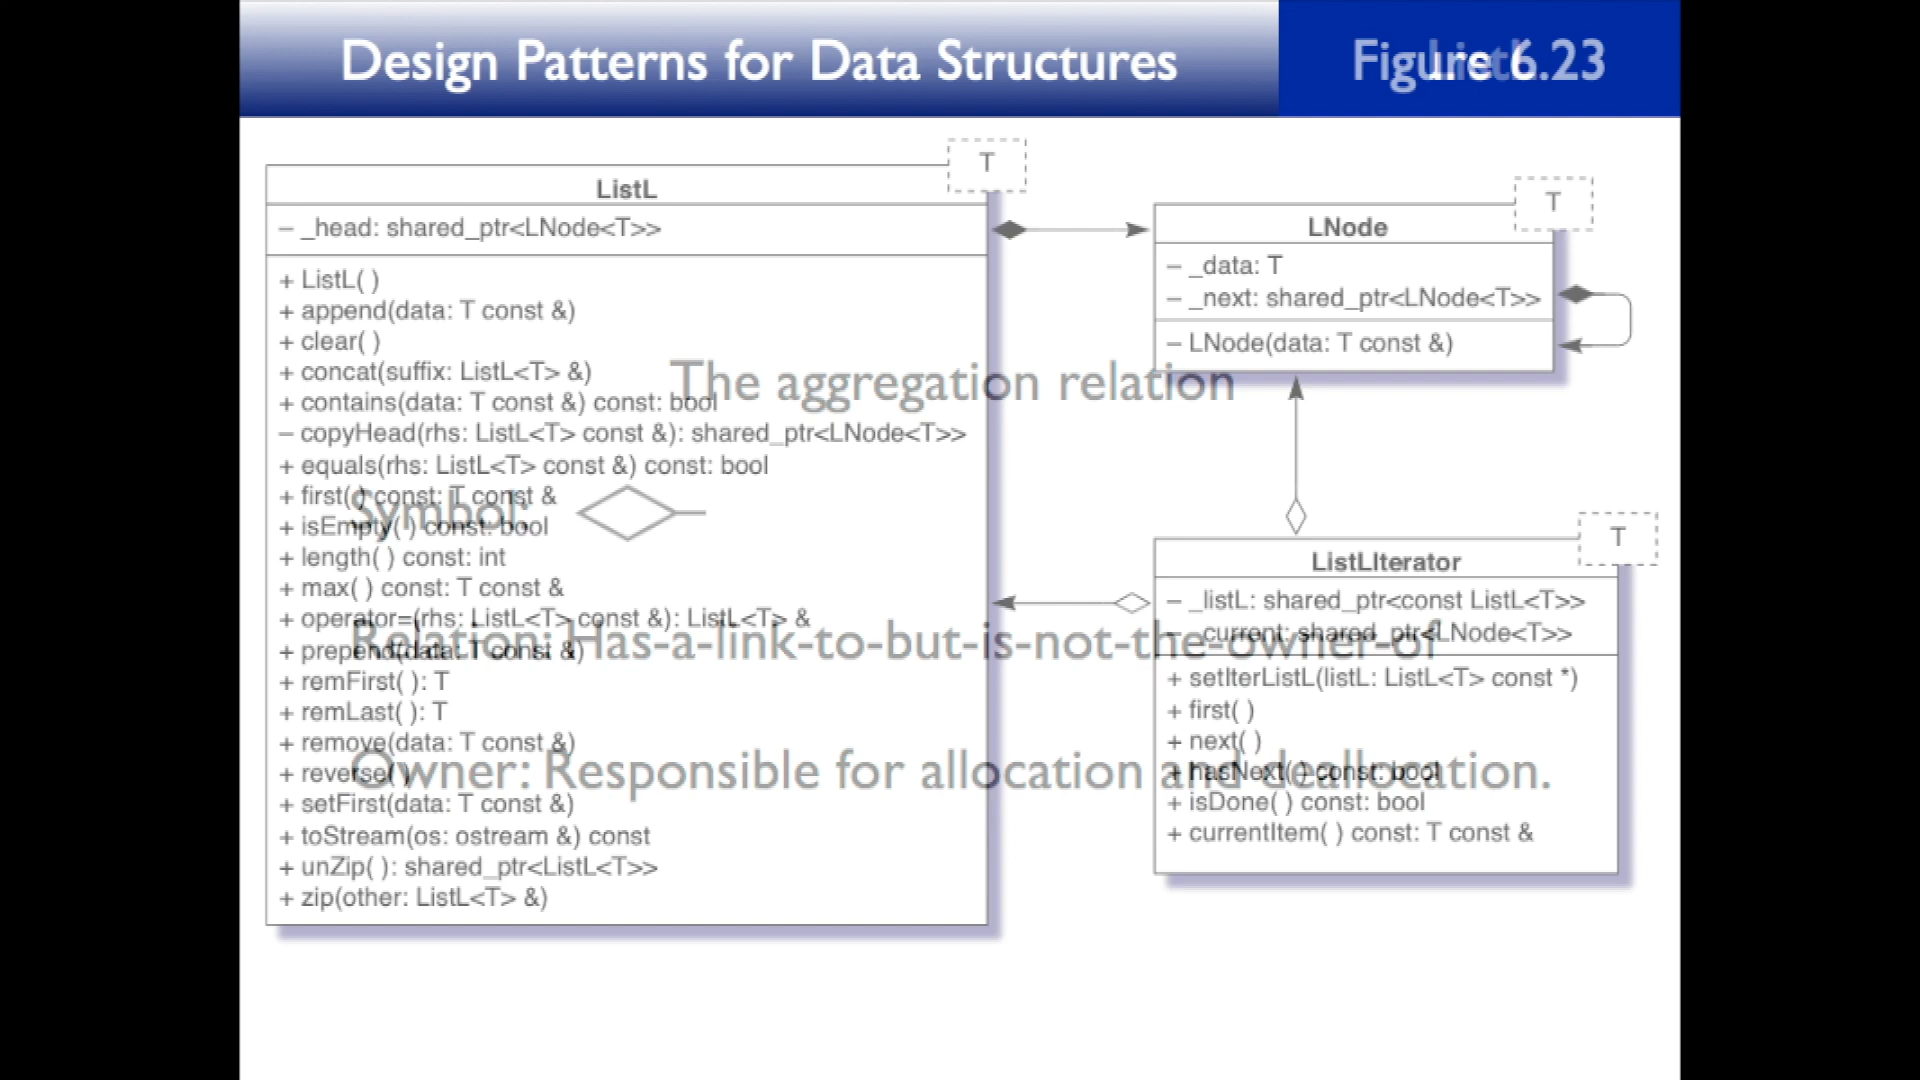 Design Patterns for Data Structures
Figure 6.23
List
T
ListL
– _head: shared_ptr<LNode<T>>
+ ListL( )
+ append(data: T const &)
+ clear( )
+ concat(suffix: ListL<T> &)
+ contains(data: T const &) const: bool
– copyHead(rhs: ListL<T> const &): shared_ptr<LNode<T>>
+ equals(rhs: ListL<T> const &) const: bool
+ first( ) const: T const &
+ isEmpty( ) const: bool
+ length( ) const: int
+ max( ) const: T const &
+ operator=(rhs: ListL<T> const &): ListL<T> &
+ prepend(data: T const &)
+ remFirst( ): T
+ remLast( ): T
+ remove(data: T const &)
+ reverse( )
+ setFirst(data: T const &)
+ toStream(os: ostream &) const
+ unZip( ): shared_ptr<ListL<T>>
+ zip(other: ListL<T> &)
T
LNode
– _data: T
– _next: shared_ptr<LNode<T>>
– LNode(data: T const &)
T
ListLIterator
– _listL: shared_ptr<const ListL<T>>
– _current: shared_ptr<LNode<T>>
+ setIterListL(listL: ListL<T> const *)
+ first( )
+ next( )
+ hasNext( ) const: bool
+ isDone( ) const: bool
+ currentItem( ) const: T const &
The aggregation relation
Symbol:
Relation: Has-a-link-to-but-is-not-the-owner-of
Owner: Responsible for allocation and deallocation.